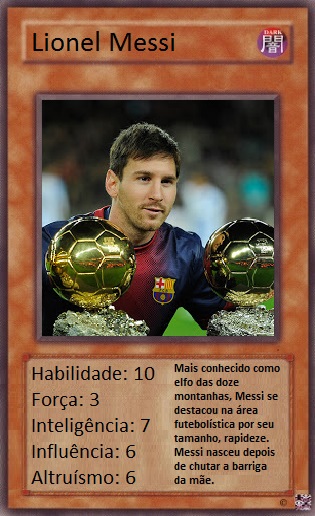 Lionel Messi
DARK
闇
Habilidade: 10
Força: 3
Inteligência: 7
Influência: 6
Altruísmo: 6
Mais conhecido como
elfo das doze
montanhas, Messi se
destacou na área
futebolística por seu
tamanho, rapideze.
Messi nasceu depois
de chutar a barriga
da mãe.
©